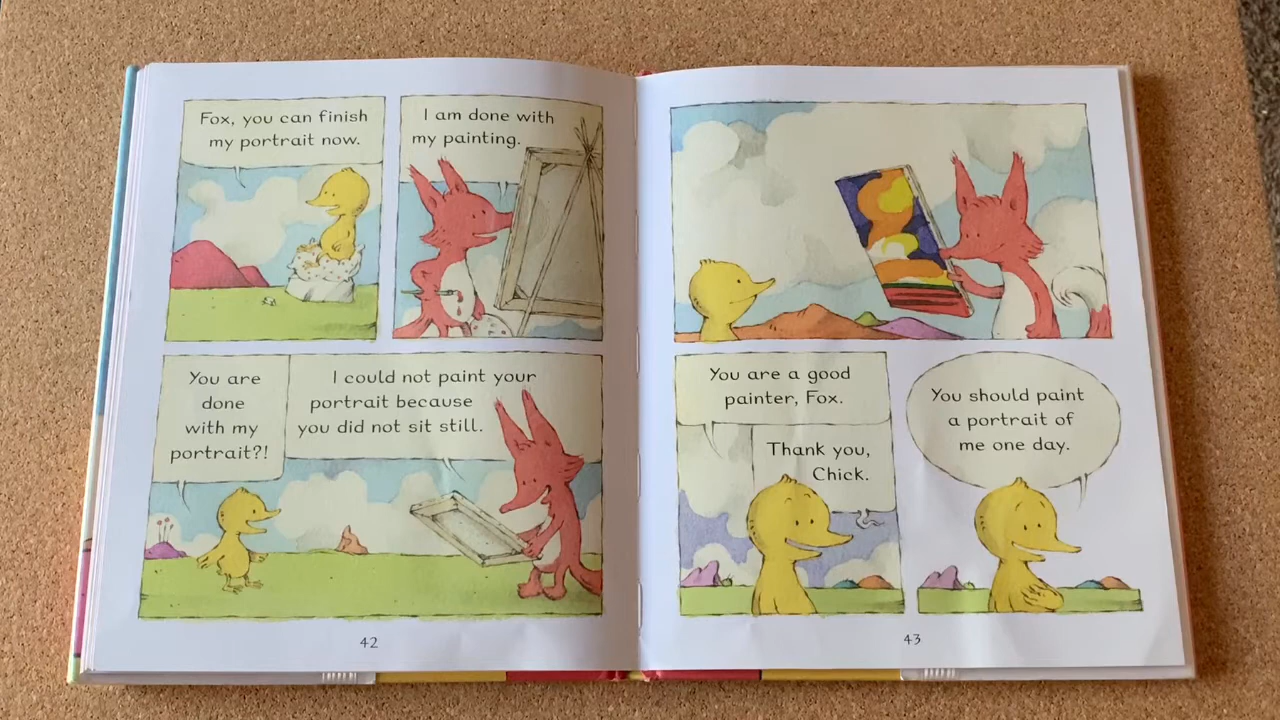 Fox, you can finish
my portrait now.
I am done with
my painting.
You are
done
with my
portrait?!
I could not paint your
portrait because
you did not sit still.
42
You are a good
painter, Fox.
Thank you,
Chick.
You should paint
a portrait of
me one day.
43